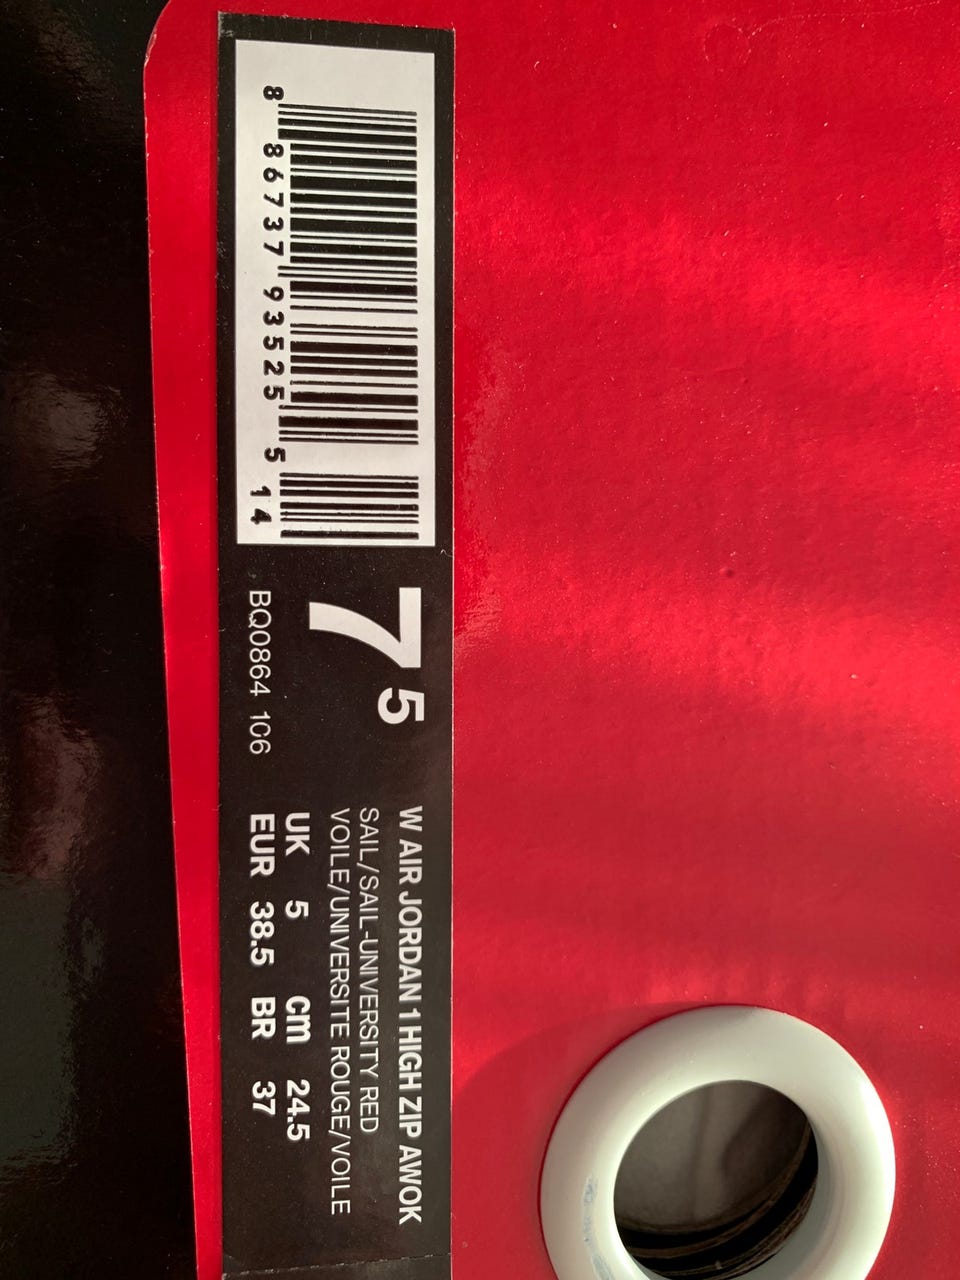 8 86737 93525 5 14
7 5
BQ0864 106
W AIR JORDAN 1 HIGH ZIP AWOK
SAIL/SAIL-UNIVERSITY RED
VOILE/UNIVERSITE ROUGE/VOILE
UK 5 cm 24.5
EUR 38.5 BR 37